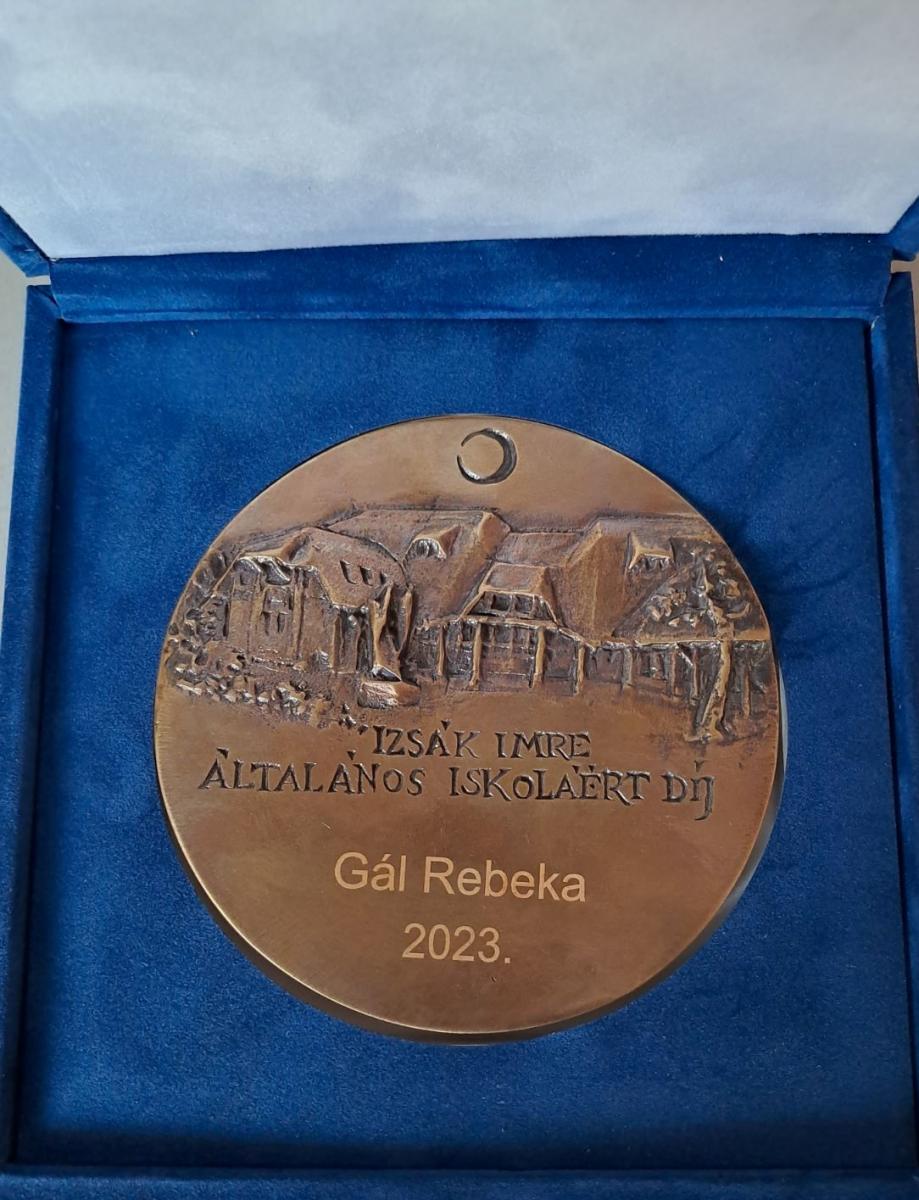 IZSÁK IMRE
ÁLTALÁNOS ISKOLÁÉRT DÍJ
Gál Rebeka
2023.